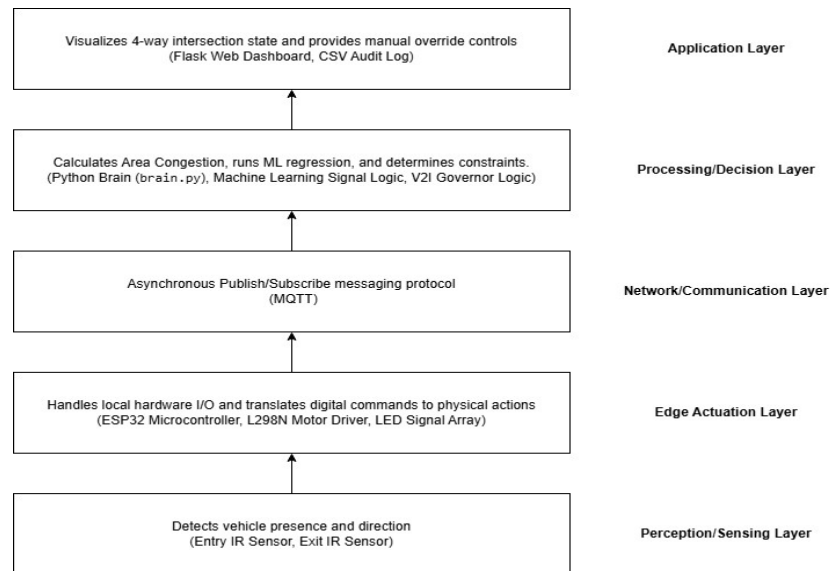 Visualizes 4-way intersection state and provides manual override controls
(Flask Web Dashboard, CSV Audit Log)
Application Layer
Calculates Area Congestion, runs ML regression, and determines constraints.
(Python Brain (brain.py), Machine Learning Signal Logic, V2I Governor Logic)
Processing/Decision Layer
Asynchronous Publish/Subscribe messaging protocol
(MQTT)
Network/Communication Layer
Handles local hardware I/O and translates digital commands to physical actions
(ESP32 Microcontroller, L298N Motor Driver, LED Signal Array)
Edge Actuation Layer
Detects vehicle presence and direction
(Entry IR Sensor, Exit IR Sensor)
Perception/Sensing Layer